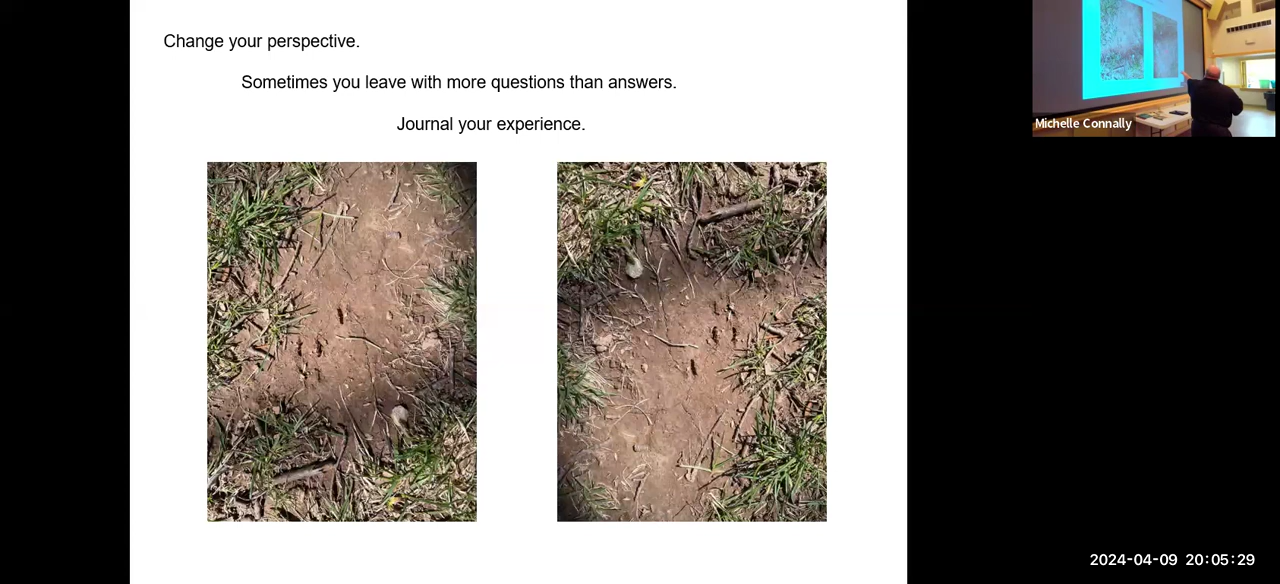 Change your perspective.
Sometimes you leave with more questions than answers.
Journal your experience.
Michelle Connally
2024-04-09 20:05:29